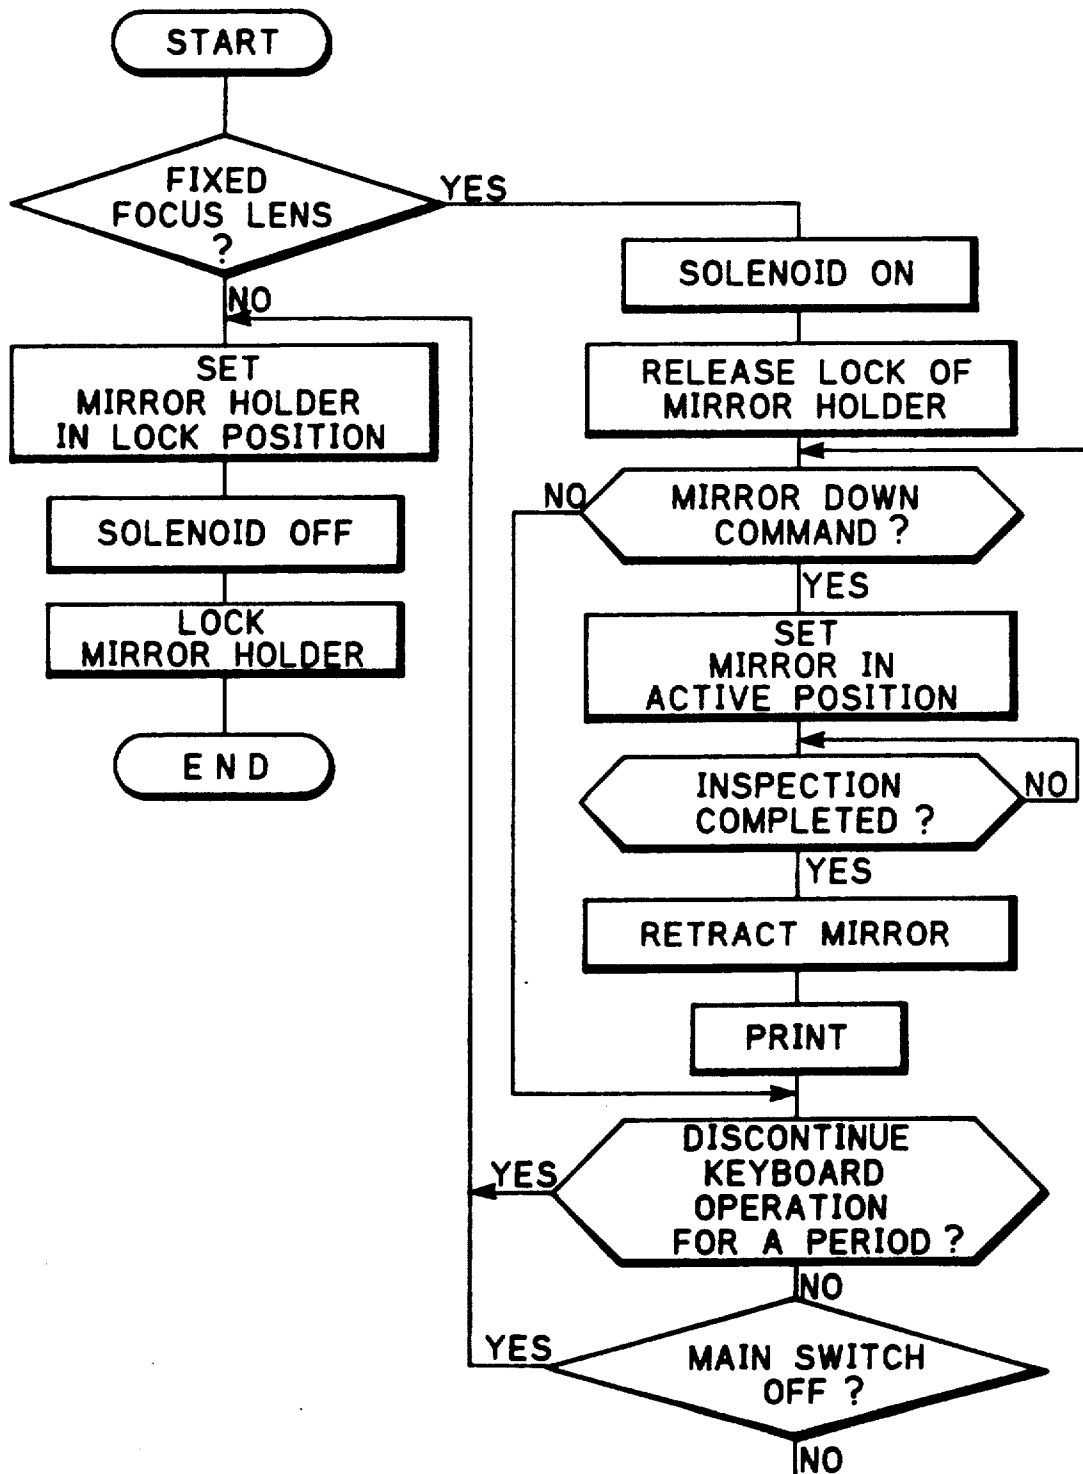 START
FIXED
FOCUS LENS
?
YES
NO
SET
MIRROR HOLDER
IN LOCK POSITION
SOLENOID OFF
LOCK
MIRROR HOLDER
END
SOLENOID ON
RELEASE LOCK OF
MIRROR HOLDER
NO
MIRROR DOWN
COMMAND ?
YES
SET
MIRROR IN
ACTIVE POSITION
INSPECTION
COMPLETED ?
NO
YES
RETRACT MIRROR
PRINT
DISCONTINUE
KEYBOARD
OPERATION
FOR A PERIOD ?
YES
NO
MAIN SWITCH
OFF ?
YES
NO